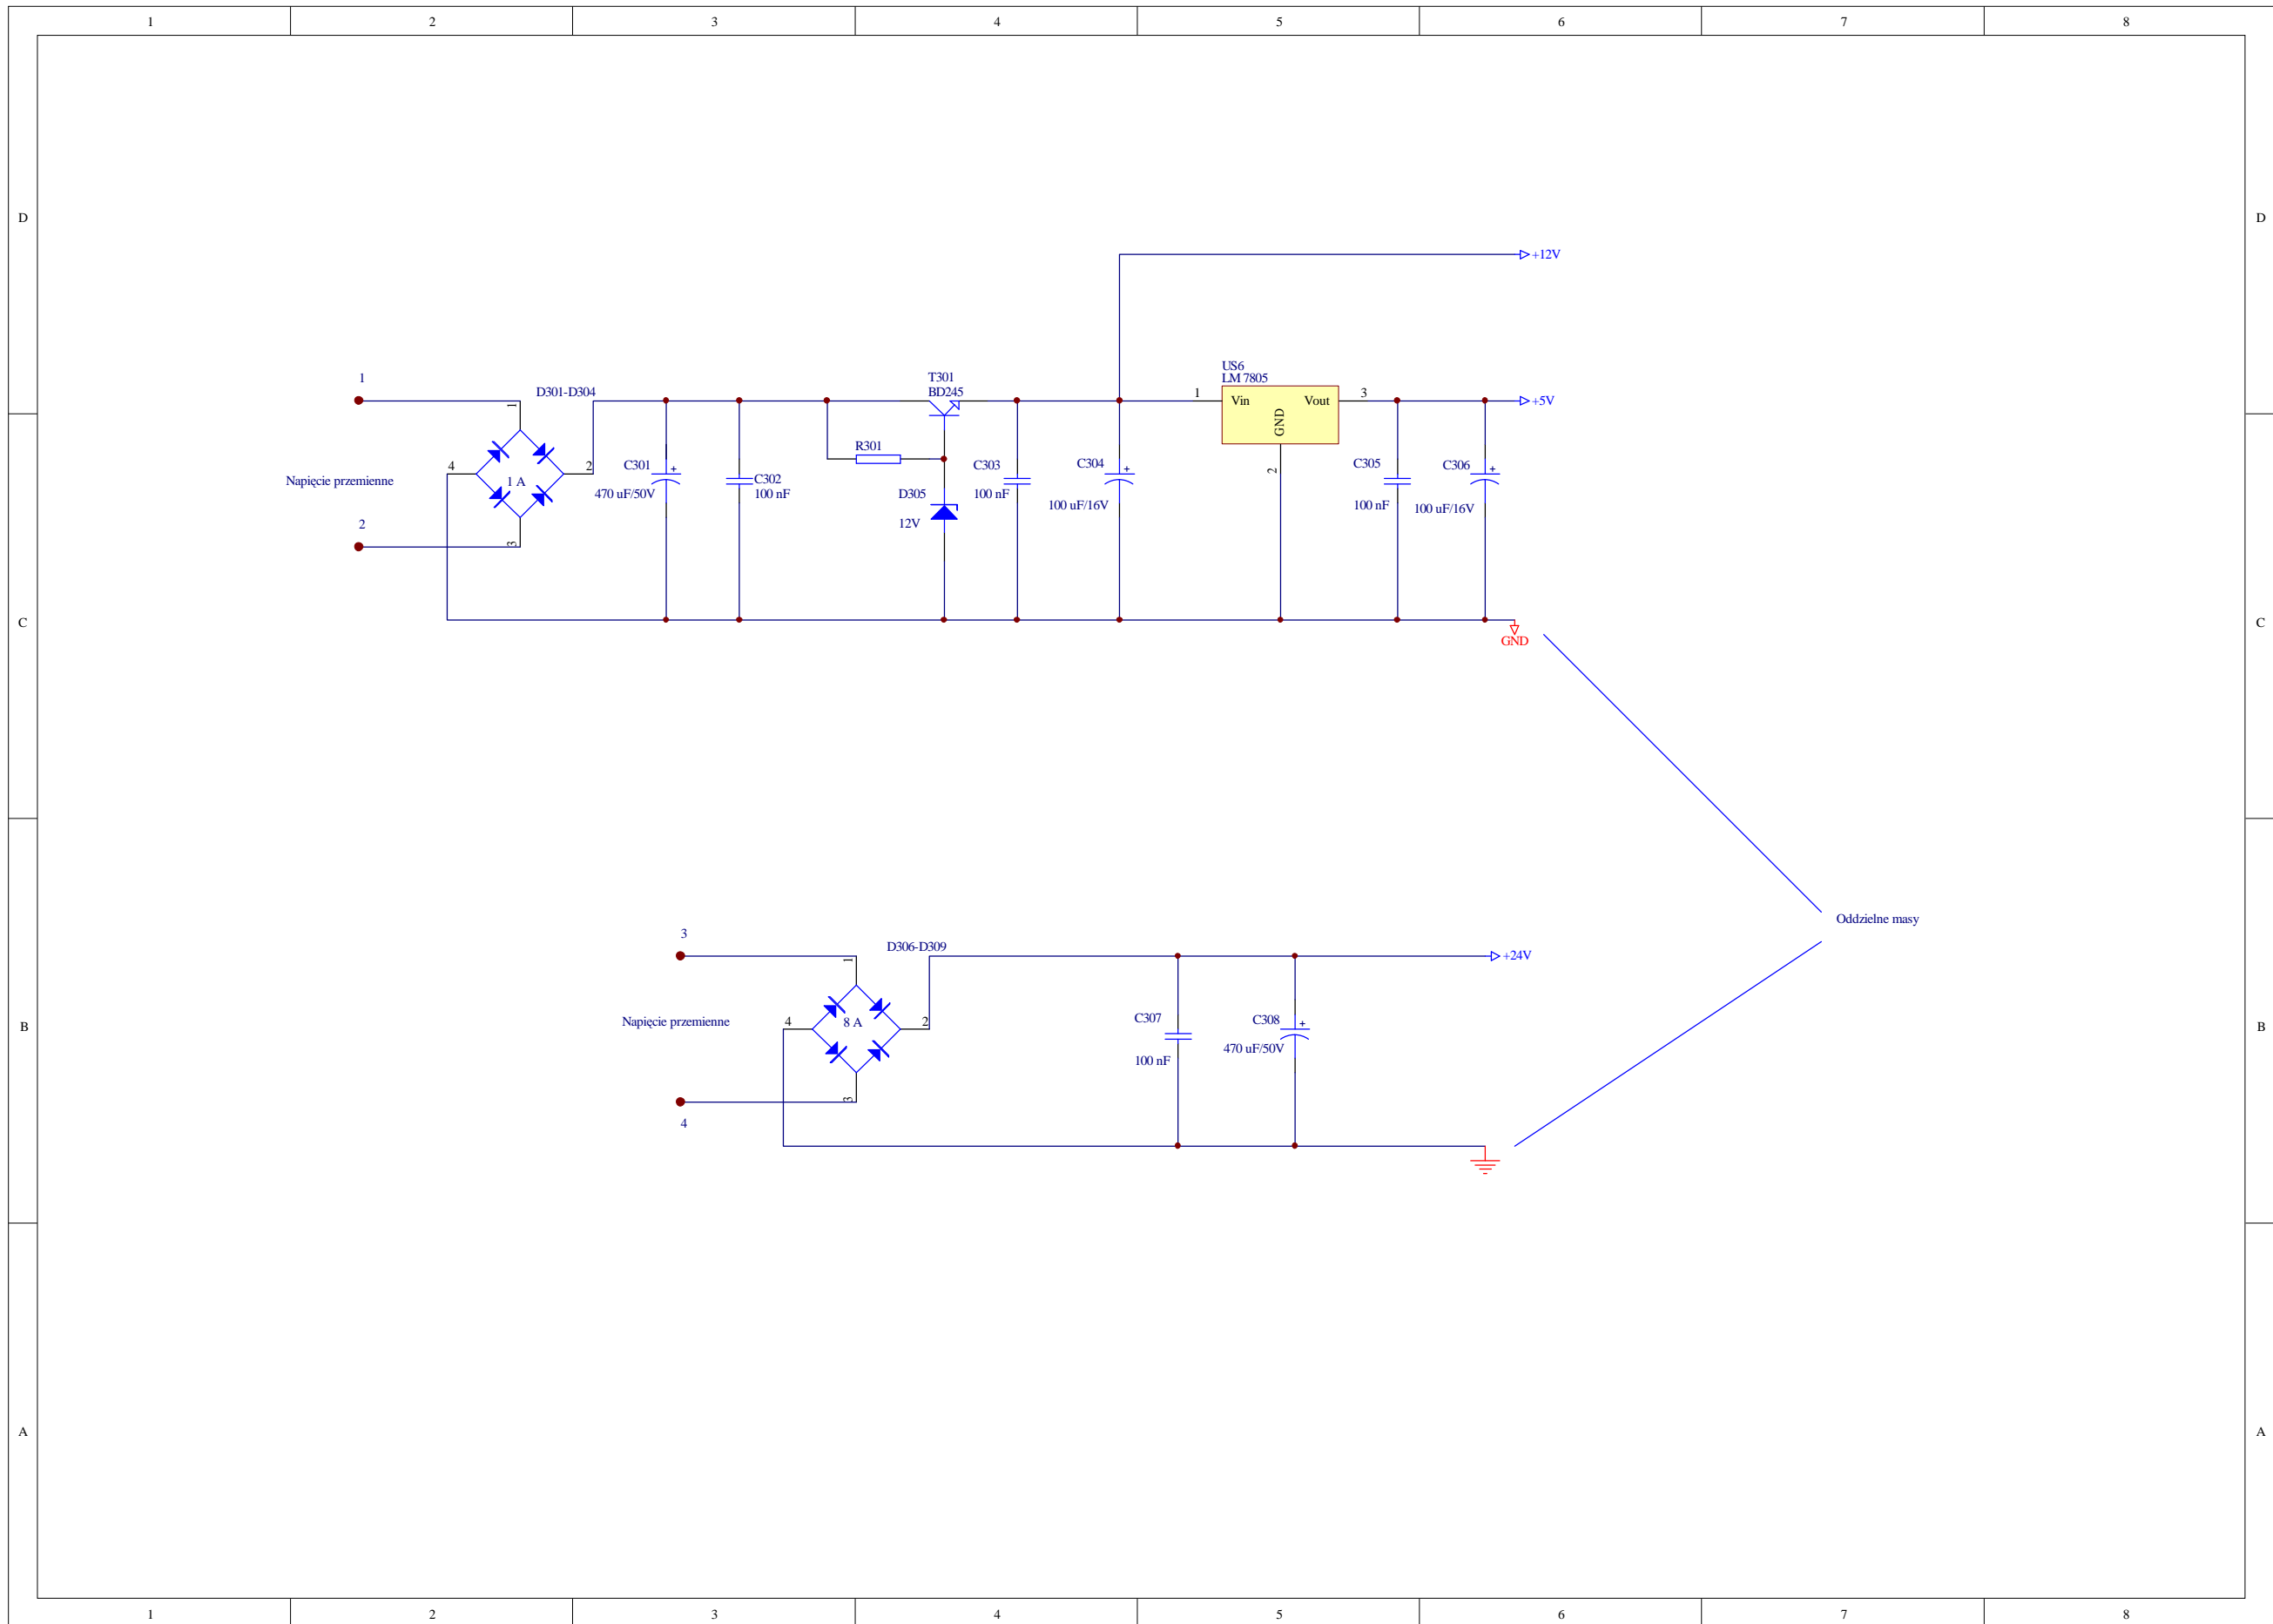 1 2 3 4 5 6 7 8
D D
+12V
US6
LM 7805
1 Vin Vout 3 +5V
GND
2
T301
BD245
1
D301-D304
1
4 2
1 A
3
Napięcie przemienne
2
C301 +
470 uF/50V
C302
100 nF
R301
D305
12V
C303
100 nF
C304 +
100 uF/16V
C305
100 nF
C306 +
100 uF/16V
C C
GND
Oddzielne masy
3
D306-D309
+24V
1
B B
Napięcie przemienne
4 2
8 A
3
4
C307
100 nF
C308 +
470 uF/50V
A A
1 2 3 4 5 6 7 8